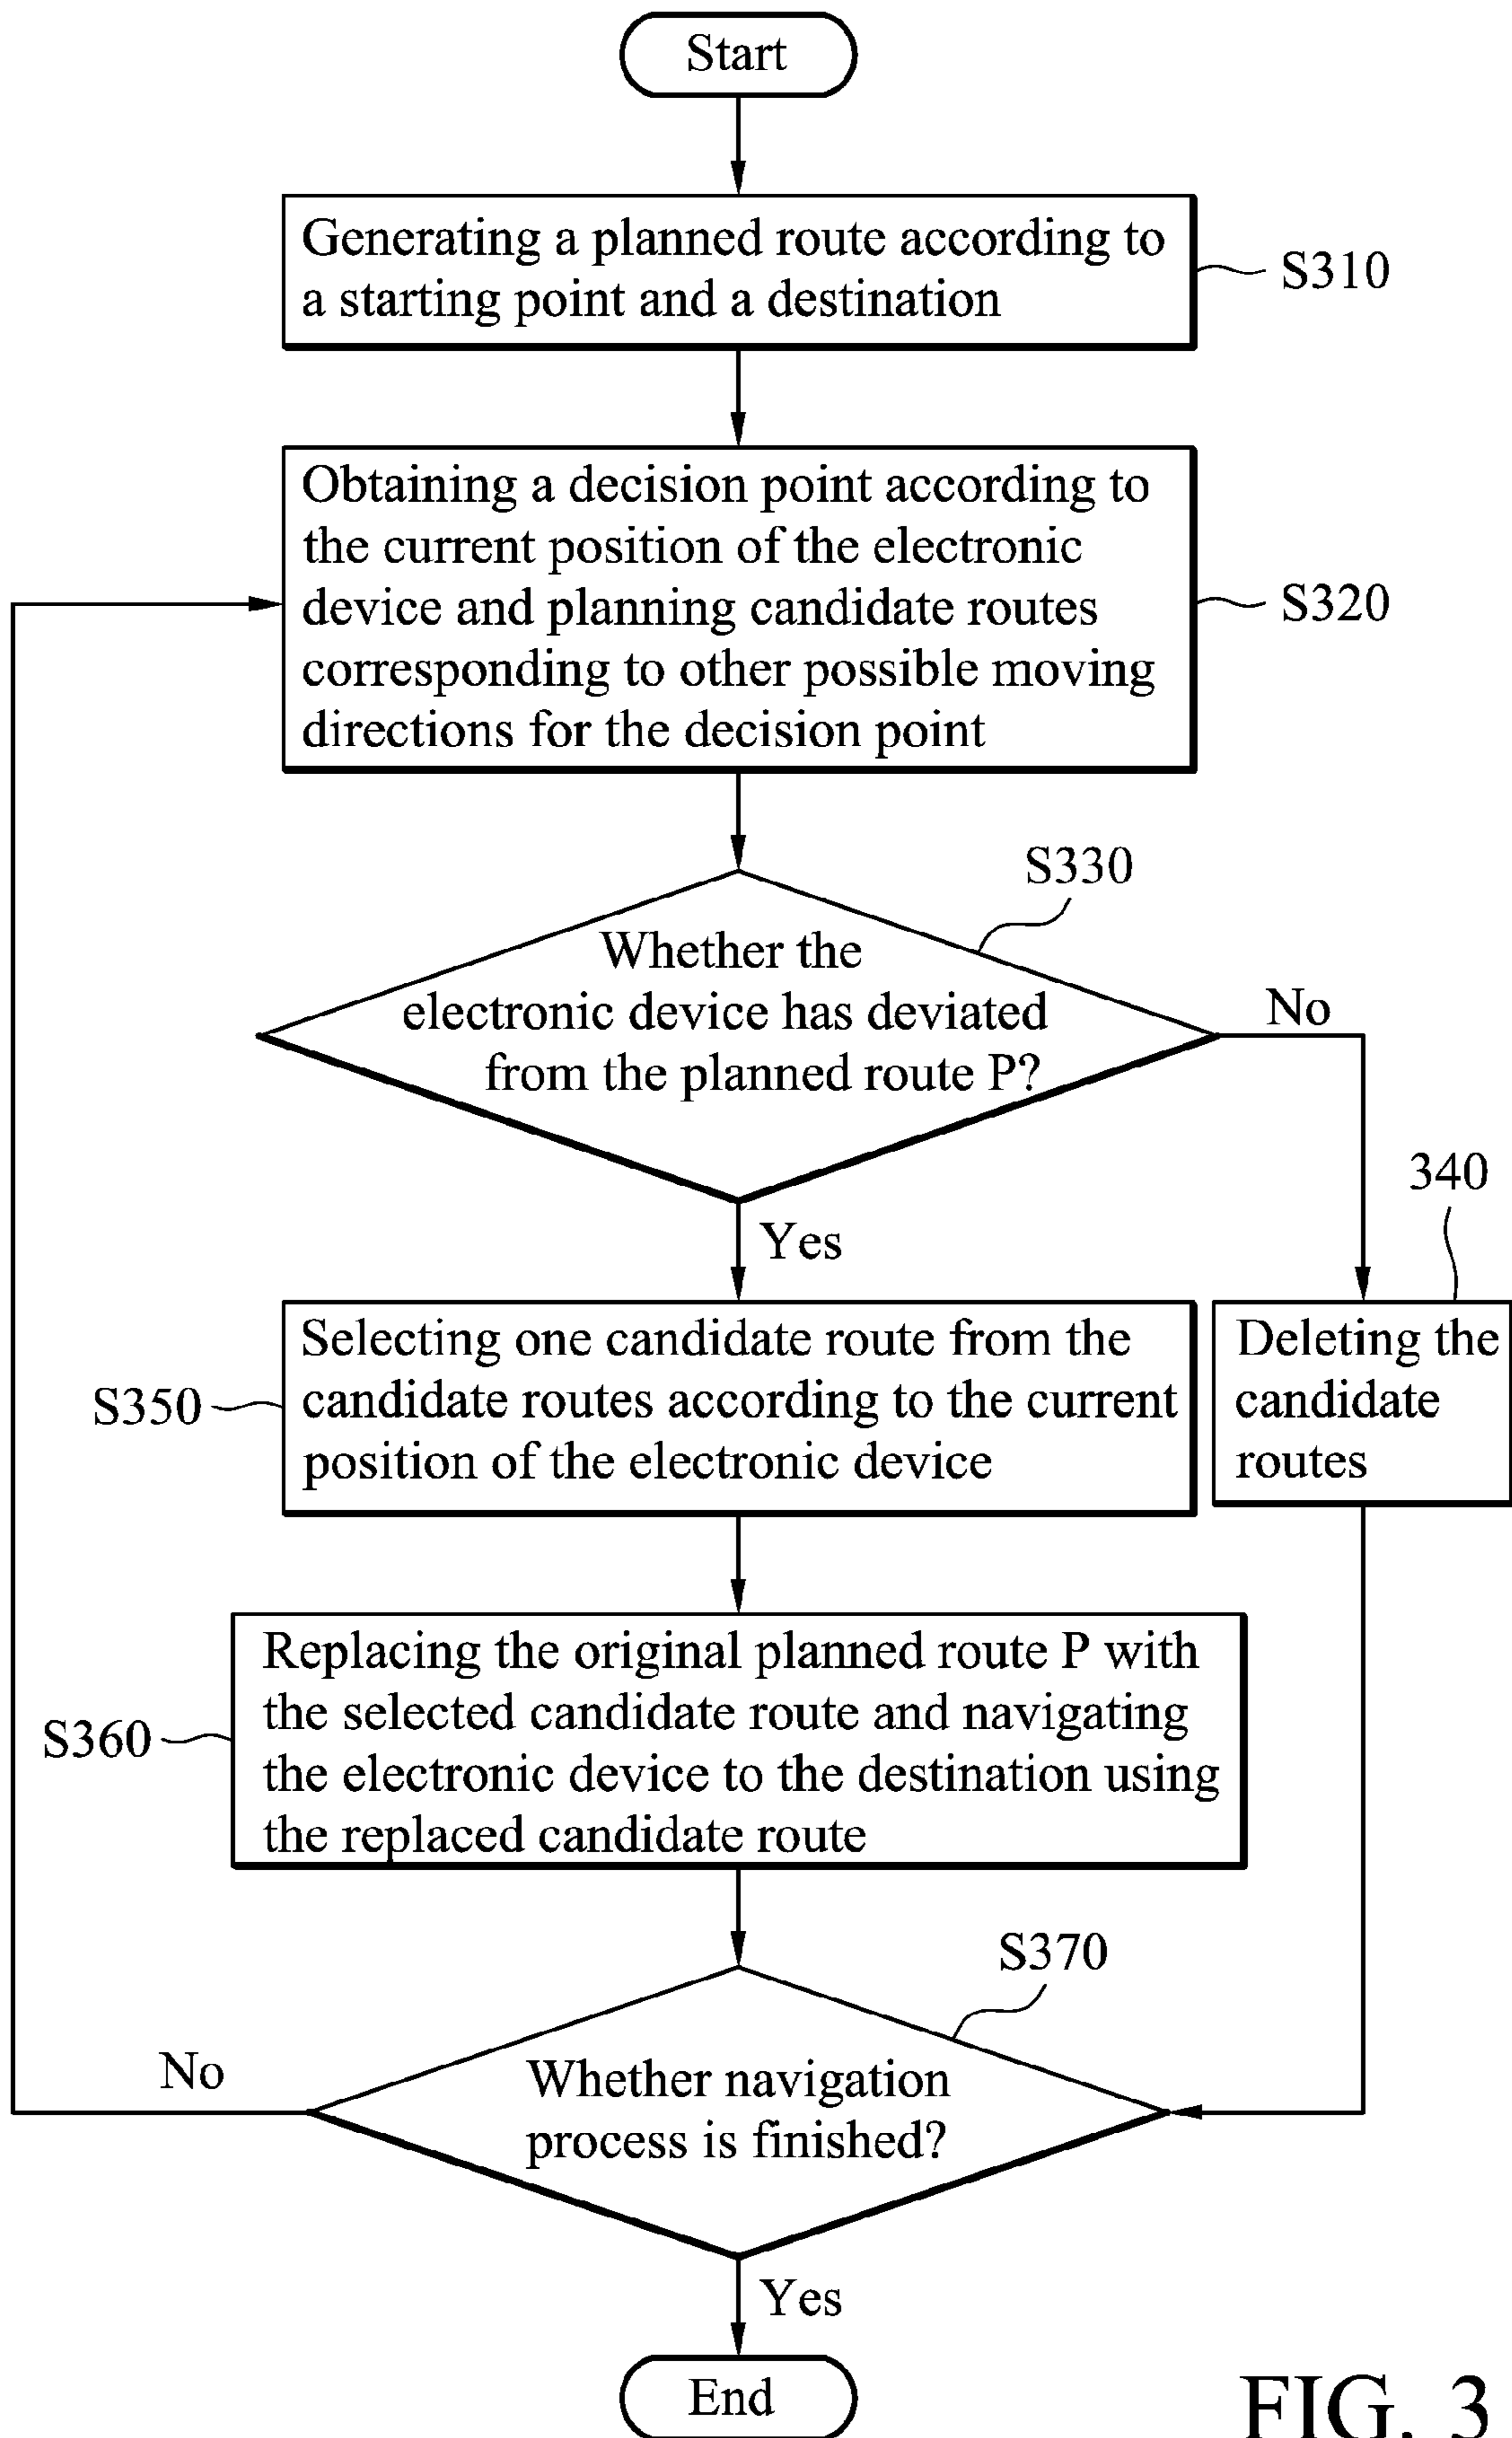 Start
Generating a planned route according to
a starting point and a destination
S310
Obtaining a decision point according to
the current position of the electronic
device and planning candidate routes
corresponding to other possible moving
directions for the decision point
S320
S330
Whether the
electronic device has deviated
from the planned route P?
No
Yes
340
Selecting one candidate route from the
candidate routes according to the current
position of the electronic device
S350
Deleting the
candidate
routes
Replacing the original planned route P with
the selected candidate route and navigating
the electronic device to the destination using
the replaced candidate route
S360
S370
Whether navigation
process is finished?
No
Yes
End
FIG. 3